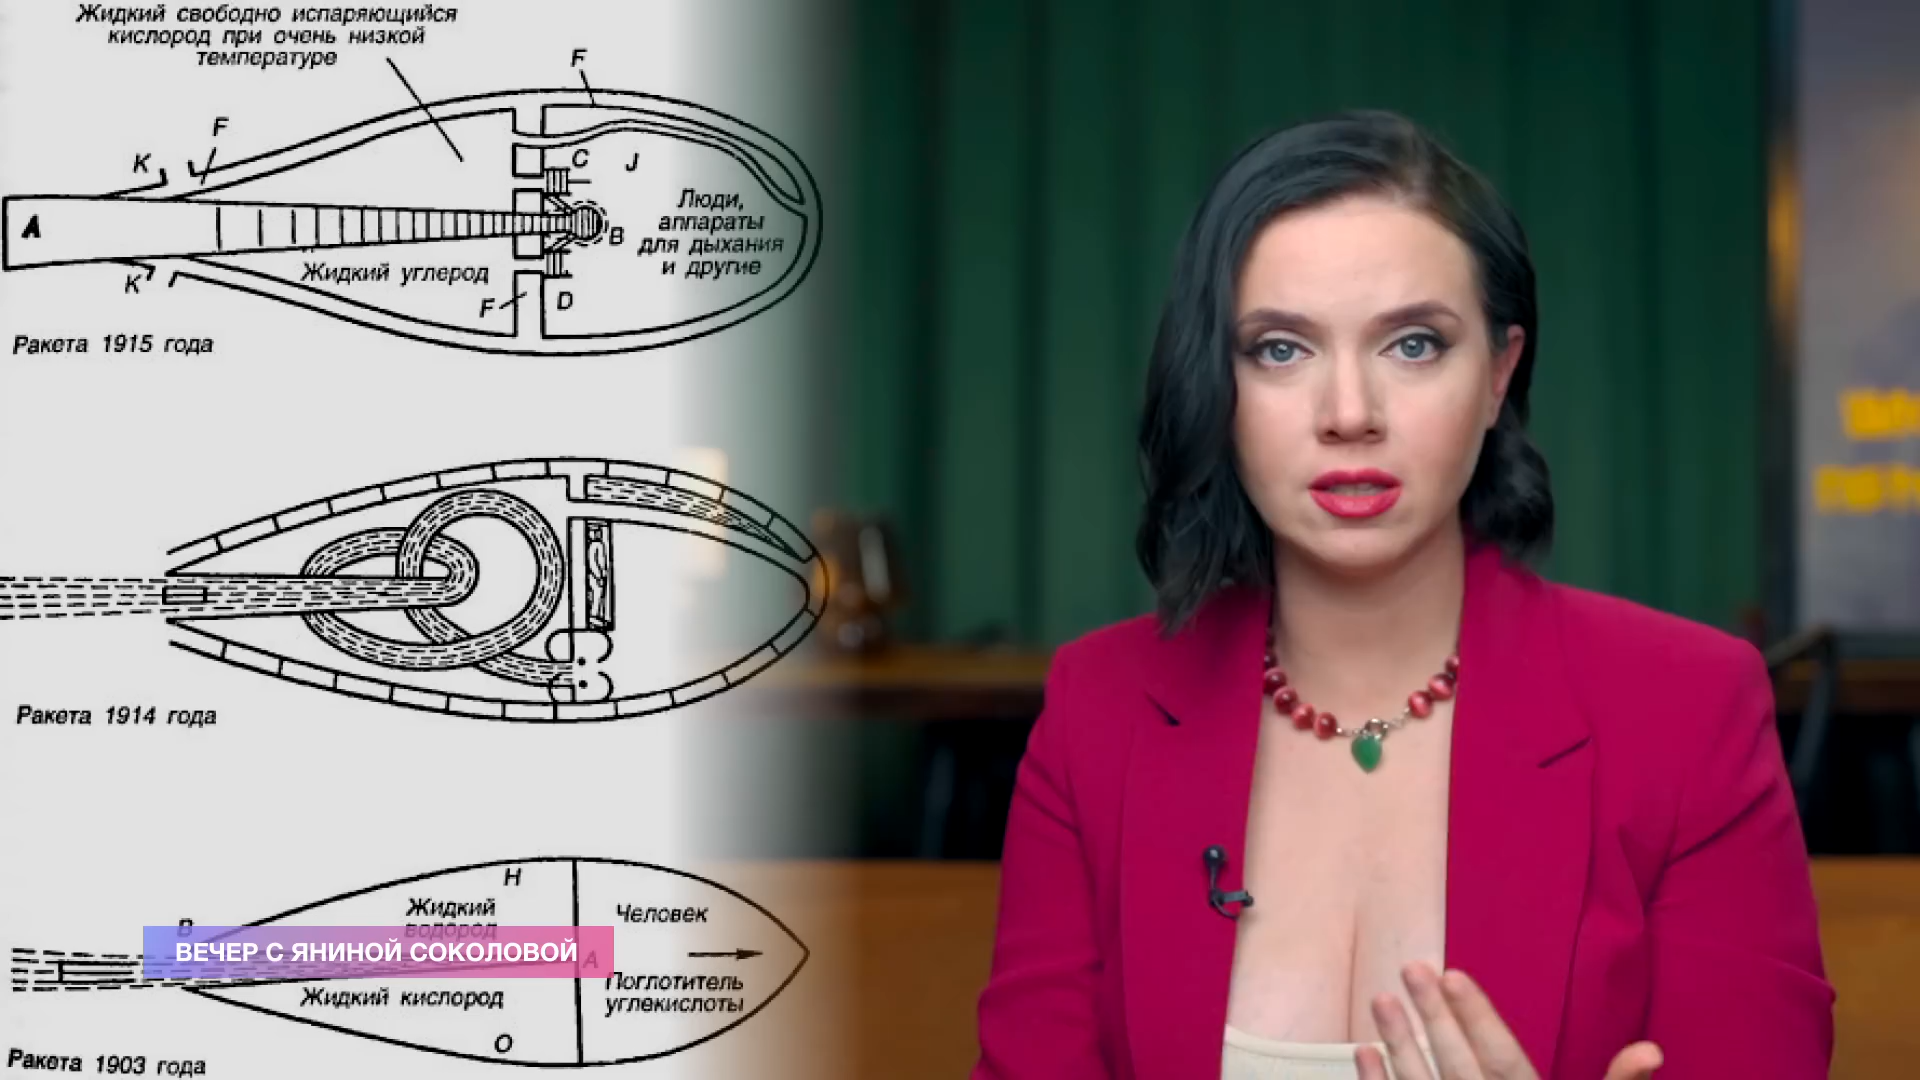 Жидкий свободно испаряющийся
кислород при очень низкой
температуре
F
F
K
C
J
A
Люди,
аппараты
для дыхания
и другие
B
Жидкий углерод
K
F
D
Ракета 1915 года
Ракета 1914 года
H
Жидкий
водород
Человек
B
ВЕЧЕР С ЯНИНОЙ СОКОЛОВОЙ
A
Поглотитель
углекислоты
Жидкий кислород
O
Ракета 1903 года